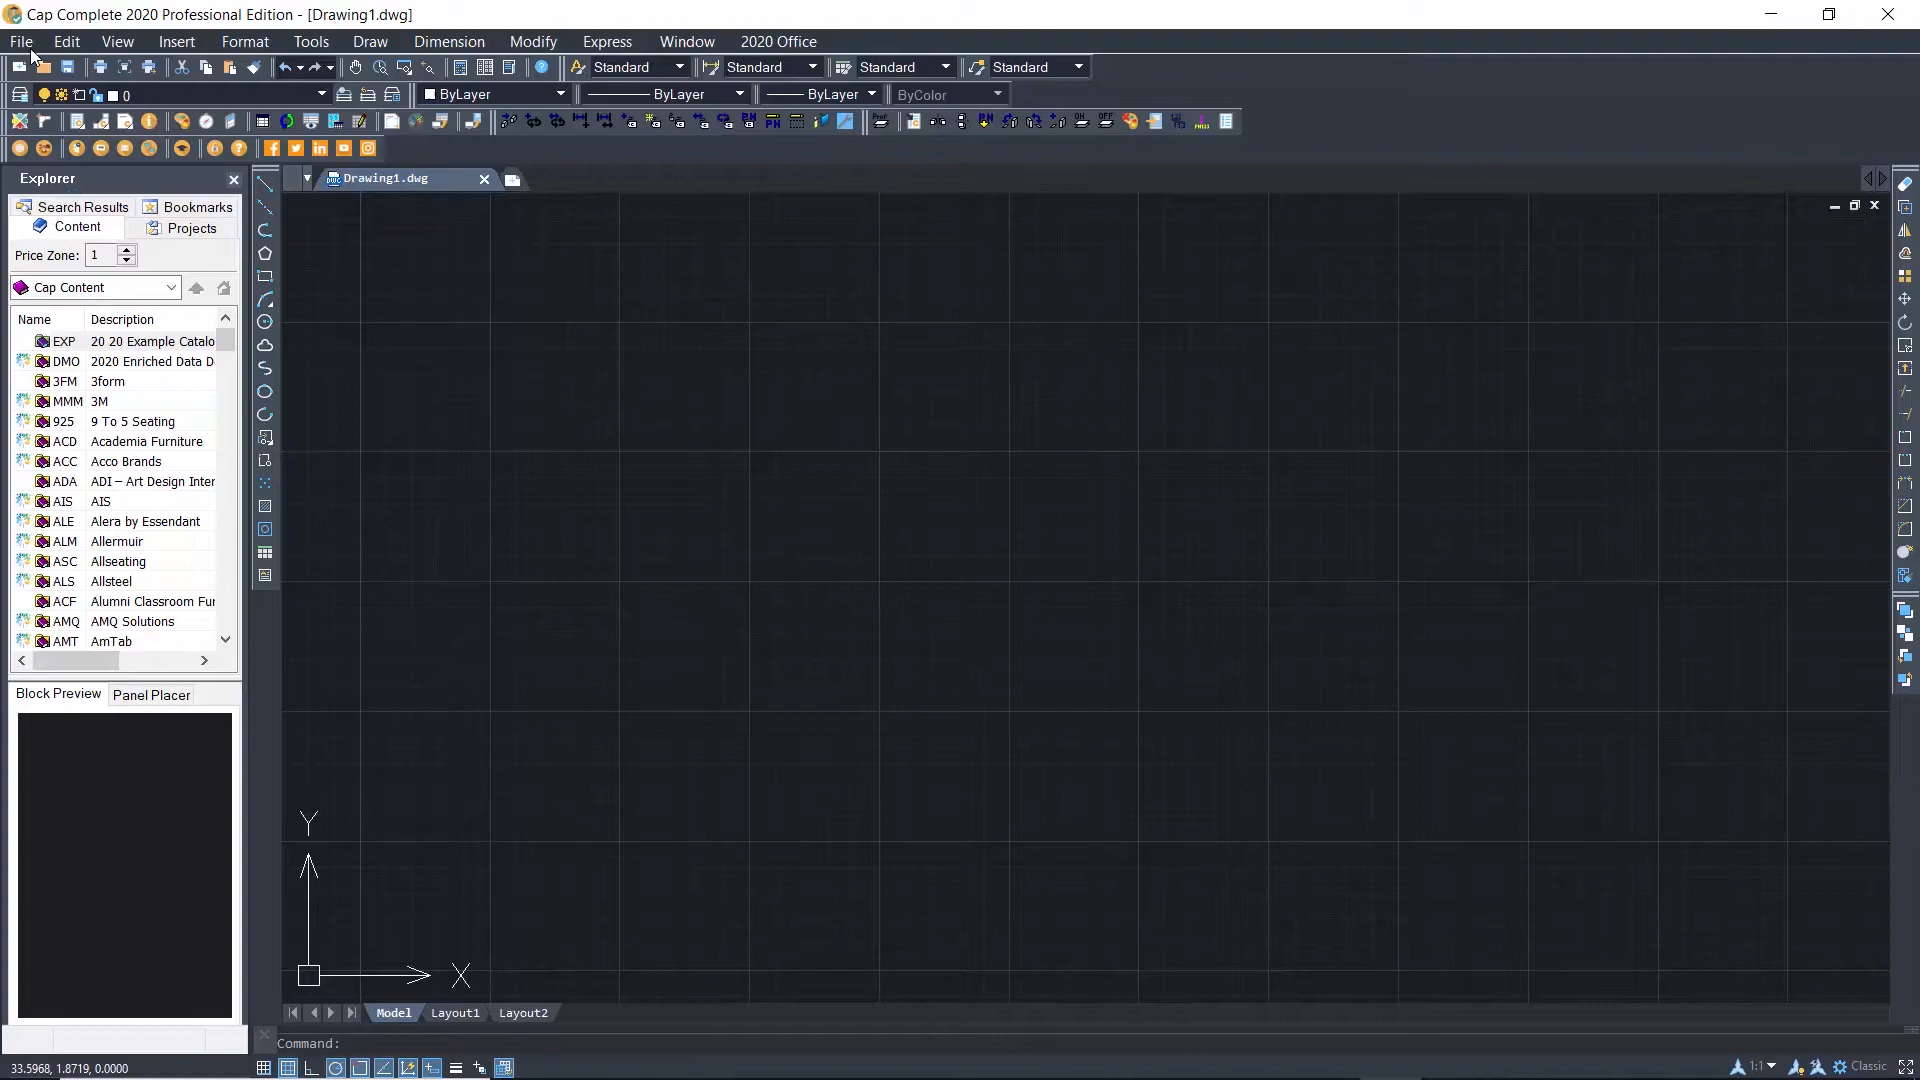 Cap Complete 2020 Professional Edition - [Drawing1.dwg]
File Edit View Insert Format Tools Draw Dimension Modify Express Window 2020 Office
Standard Standard Standard Standard
0 ByLayer ByLayer ByLayer ByColor
Explorer
Drawing1.dwg
Search Results Bookmarks
Content Projects
Price Zone: 1
Cap Content
Name Description
EXP 20 20 Example Catalo
DMO 2020 Enriched Data D
3FM 3form
MMM 3M
925 9 To 5 Seating
ACD Academia Furniture
ACC Acco Brands
ADA ADI – Art Design Inter
AIS AIS
ALE Alera by Essendant
ALM Allermuir
ASC Allseating
ALS Allsteel
ACF Alumni Classroom Fur
AMQ AMQ Solutions
AMT AmTab
Block Preview Panel Placer
Y
X
Model Layout1 Layout2
Command:
33.5968, 1.8719, 0.0000
1:1 Classic